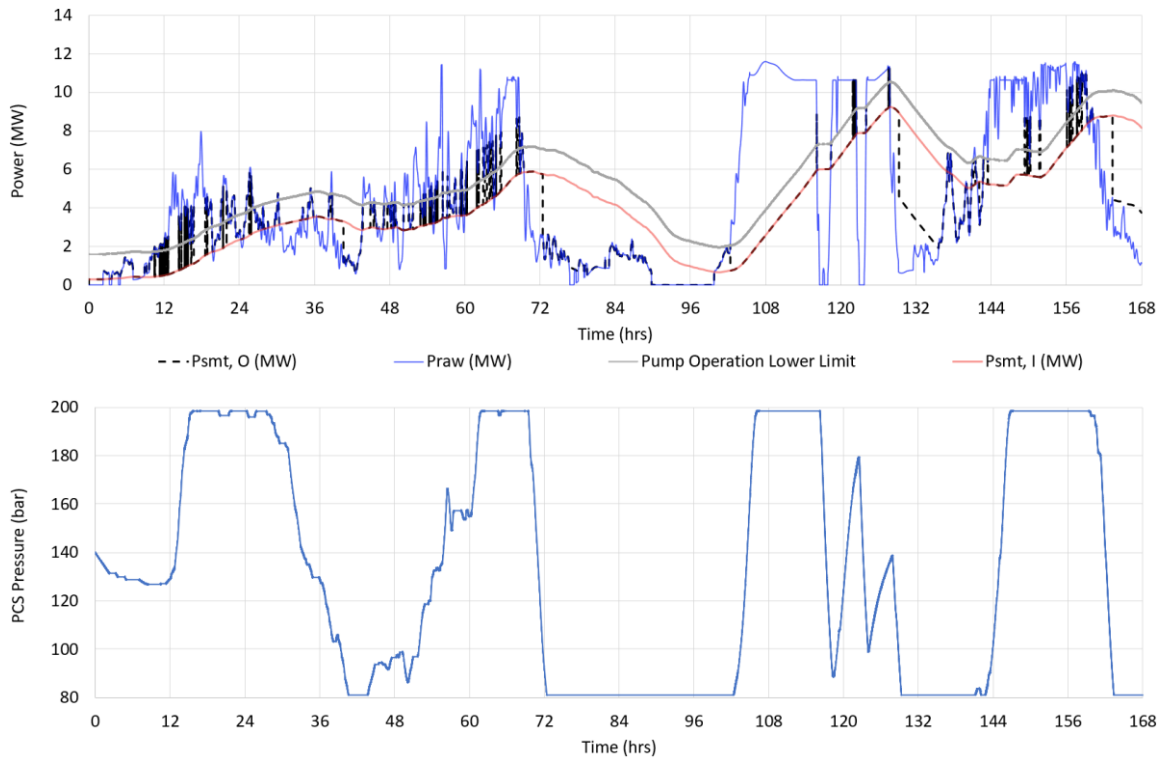 14
12
10
8
6
4
2
0
Power (MW)
0 12 24 36 48 60 72 84 96 108 120 132 144 156 168
Time (hrs)
Psmt, O (MW) Praw (MW) Pump Operation Lower Limit Psmt, I (MW)
200
180
160
140
120
100
80
PCS Pressure (bar)
0 12 24 36 48 60 72 84 96 108 120 132 144 156 168
Time (hrs)